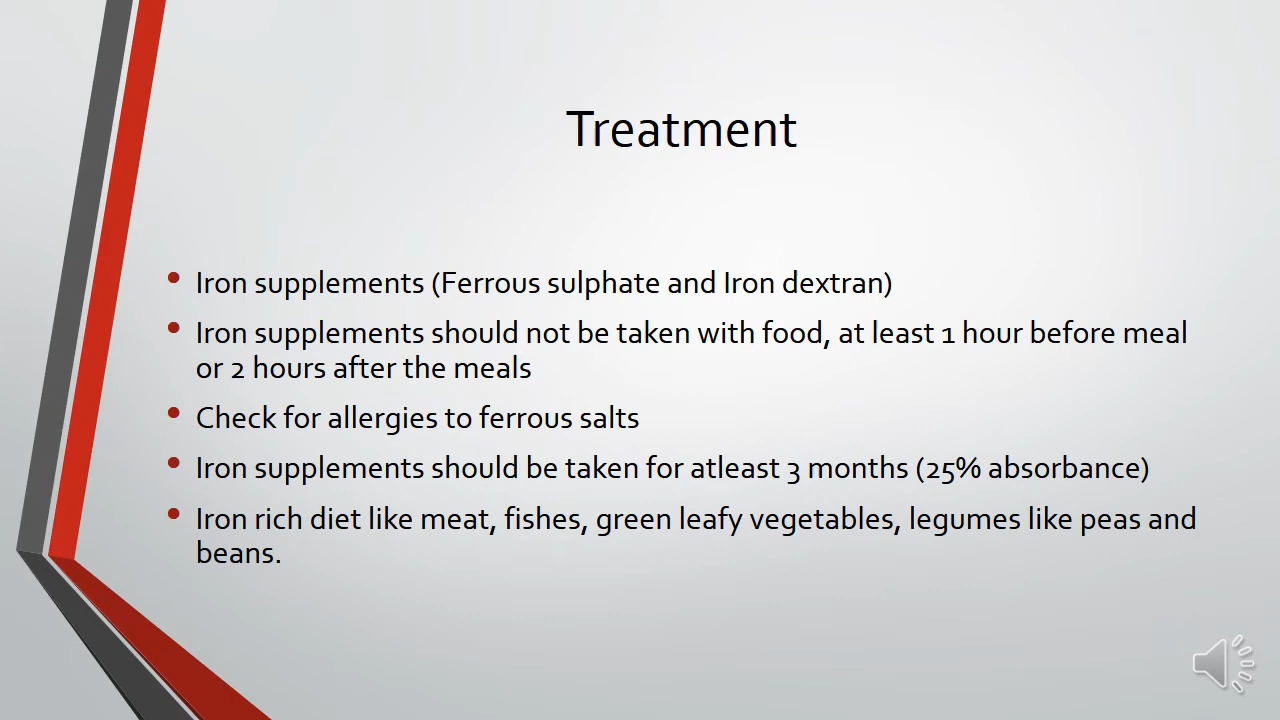 Treatment
• Iron supplements (Ferrous sulphate and Iron dextran)
• Iron supplements should not be taken with food, at least 1 hour before meal
or 2 hours after the meals
• Check for allergies to ferrous salts
• Iron supplements should be taken for atleast 3 months (25% absorbance)
• Iron rich diet like meat, fishes, green leafy vegetables, legumes like peas and
beans.